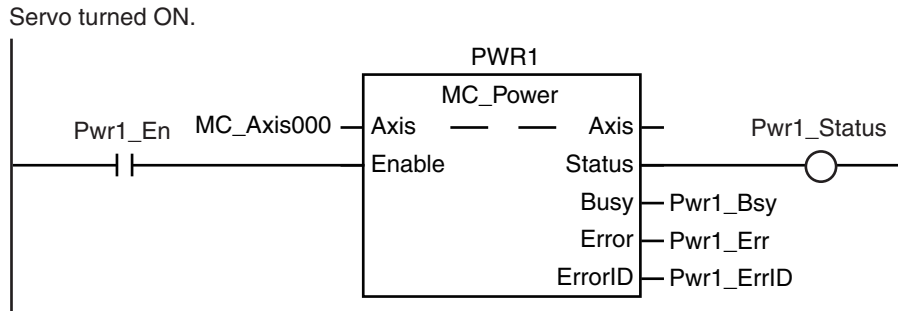 Servo turned ON.
PWR1
MC_Power
Pwr1_En MC_Axis000 Axis Axis Pwr1_Status
Enable Status
Busy Pwr1_Bsy
Error Pwr1_Err
ErrorID Pwr1_ErrID